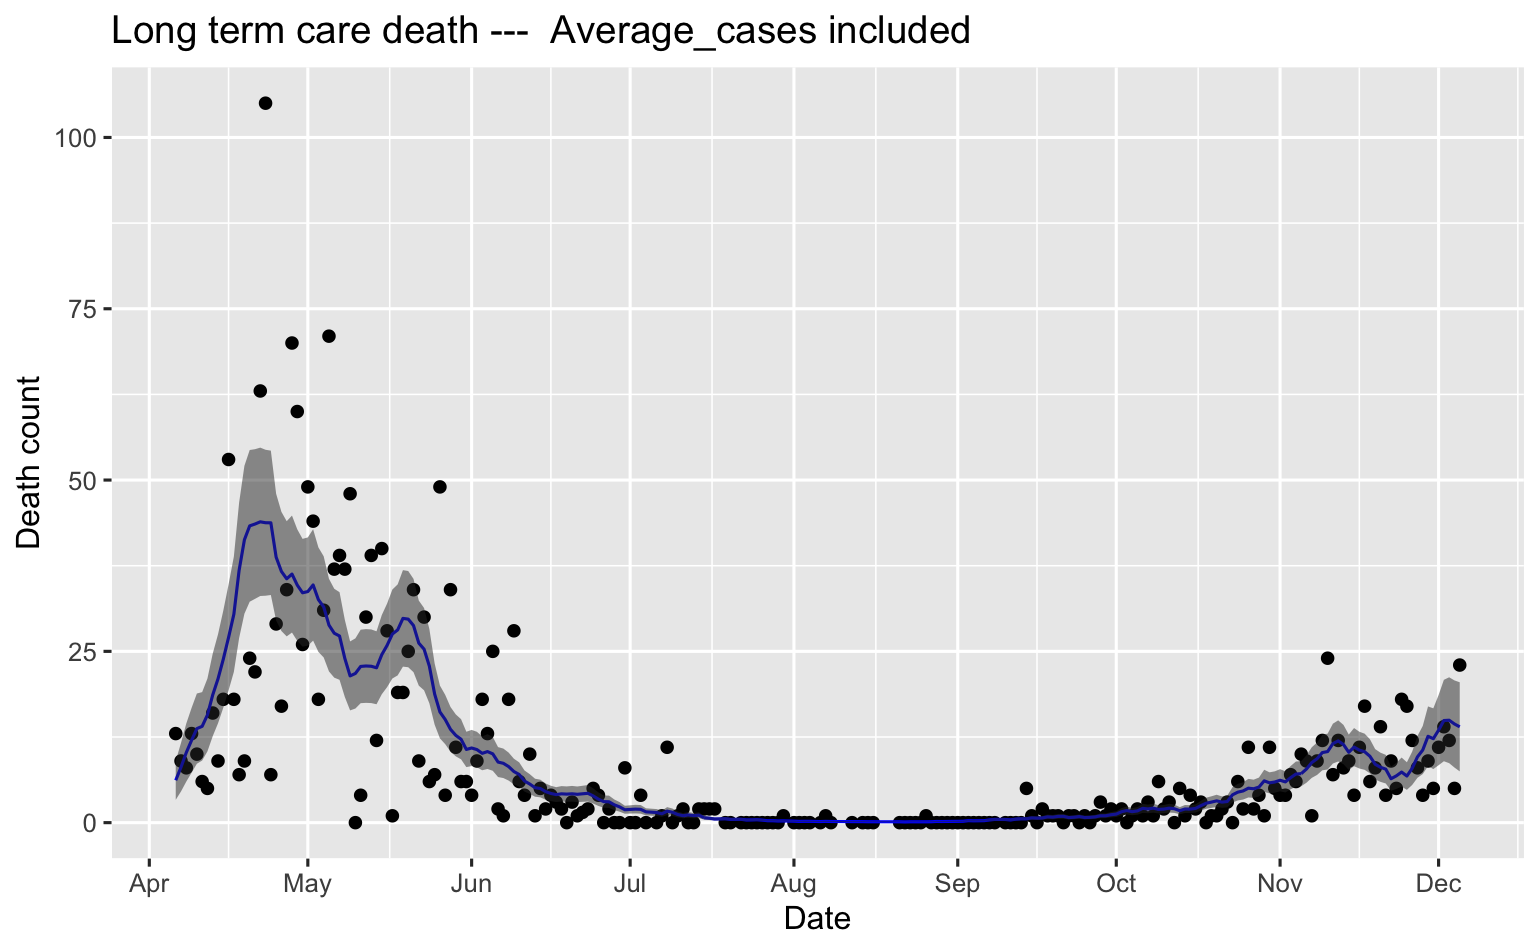 Long term care death ---  Average_cases included
Death count
100
75
50
25
0
Apr May Jun Jul Aug Sep Oct Nov Dec
Date